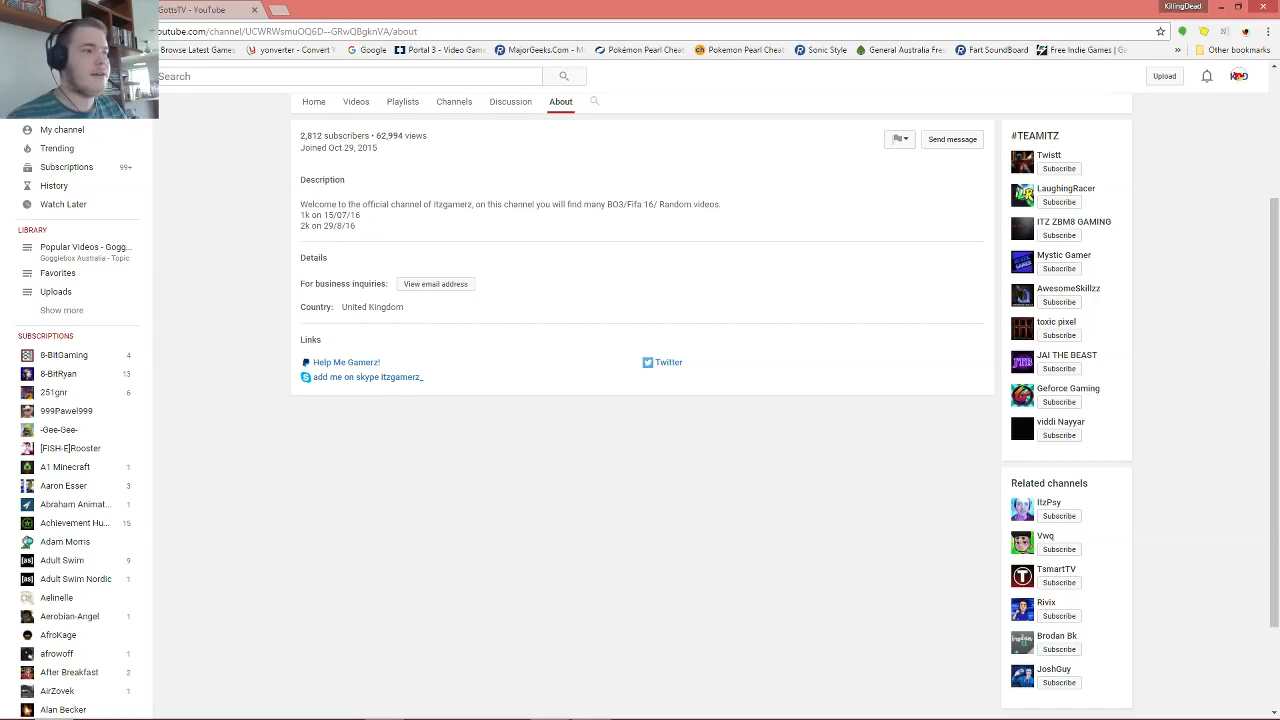 GottsTV - YouTube
KillingDead
outube.com/channel/UCWRWsmuOQ6D--GRwQBgknVA/about
Browse Latest Games
yonverter - Convert
Google
Portal 3 - Video Gam
MajorleagueHacks.Com
Pokémon Pearl Cheat
Pokemon Pearl Cheat
Sonic Style
General Australia Fre
Fart SoundBoard
Free Indie Games | G
»
Other bookmarks
Search
Upload
Home
Videos
Playlists
Channels
Discussion
About
My channel
Trending
Subscriptions 99+
History
Watch Later
LIBRARY
Popular Videos - Gogg...
Gogglebox Australia - Topic
Favorites
Uploads
Show more
SUBSCRIPTIONS
8-BitGaming 4
8-BitRyan 13
251gnr 6
999Pawel999
-Gee-Gee-
[FISH-E]Rooster
A1 Minecraft 1
Aaron Esser 3
Abraham Animat... 1
Achievement Hu... 15
Adam Morris
Adult Swim 9
Adult Swim Nordic 1
Aelinelle
Aerobian-Angel 1
AfroKage
afrowoff 1
After Breakfast 2
AirZovek 1
Alan Becker
2,812 subscribers • 62,994 views
Joined Oct 29, 2015
Send message
Description
Welcome to the official channel of Itzgamerz, on this channel you will find many BO3/Fifa 16/ Random videos.
1k on 15/07/16
2k on 29/8/16
Details
For business inquiries: View email address
Country: United Kingdom
Links
Help Me Gamerz!
Twitter
add me on skype itzgamerz_
#TEAMITZ
Twistt
Subscribe
LaughingRacer
Subscribe
ITZ ZBM8 GAMING
Subscribe
Mystic Gamer
Subscribe
AwesomeSkillzz
Subscribe
toxic pixel
Subscribe
JAI THE BEAST
Subscribe
Geforce Gaming
Subscribe
viddi Nayyar
Subscribe
Related channels
ItzPsy
Subscribe
Vwq
Subscribe
TsmartTV
Subscribe
Rivix
Subscribe
Brodan Bk
Subscribe
JoshGuy
Subscribe